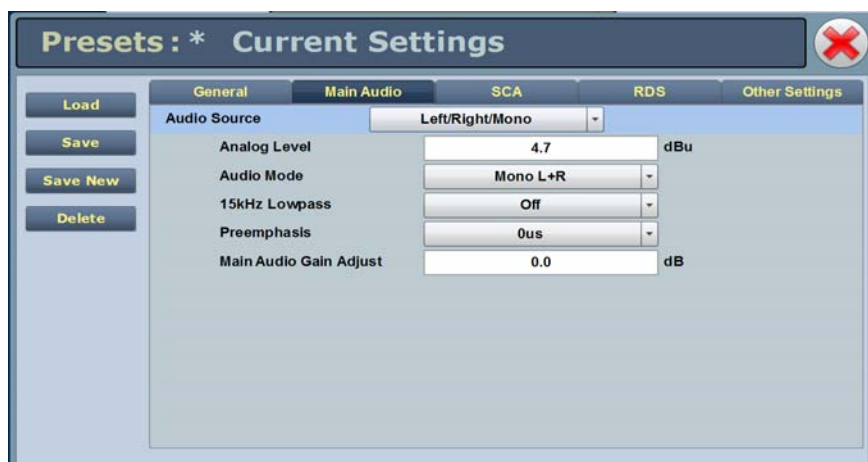 Presets: * Current Settings
Load
Save
Save New
Delete
General Main Audio SCA RDS Other Settings
Audio Source Left/Right/Mono
Analog Level 4.7 dBu
Audio Mode Mono L+R
15kHz Lowpass Off
Preemphasis 0us
Main Audio Gain Adjust 0.0 dB